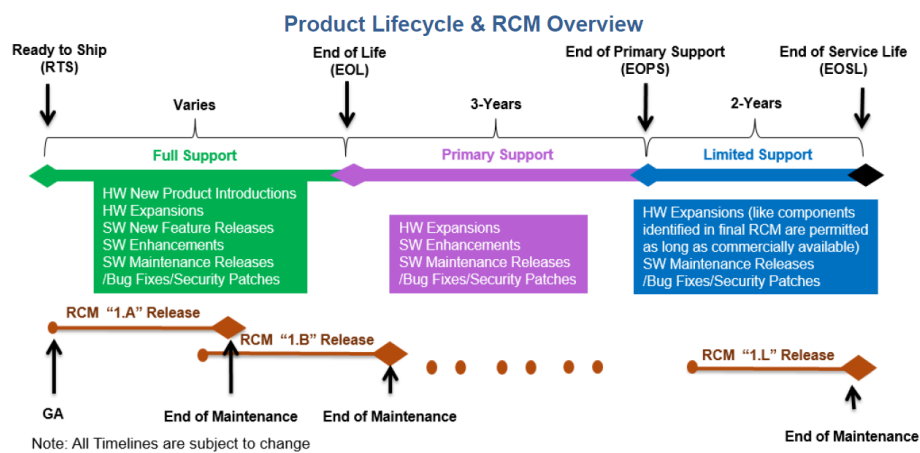 Product Lifecycle & RCM Overview
Ready to Ship
(RTS)
End of Life
(EOL)
End of Primary Support
(EOPS)
End of Service Life
(EOSL)
Varies
3-Years
2-Years
Full Support
Primary Support
Limited Support
HW New Product Introductions
HW Expansions
SW New Feature Releases
SW Enhancements
SW Maintenance Releases
/Bug Fixes/Security Patches
HW Expansions
SW Enhancements
SW Maintenance Releases
/Bug Fixes/Security Patches
HW Expansions (like components
identified in final RCM are permitted
as long as commercially available)
SW Maintenance Releases
/Bug Fixes/Security Patches
RCM “1.A” Release
RCM “1.B” Release
RCM “1.L” Release
GA
End of Maintenance
End of Maintenance
End of Maintenance
Note: All Timelines are subject to change